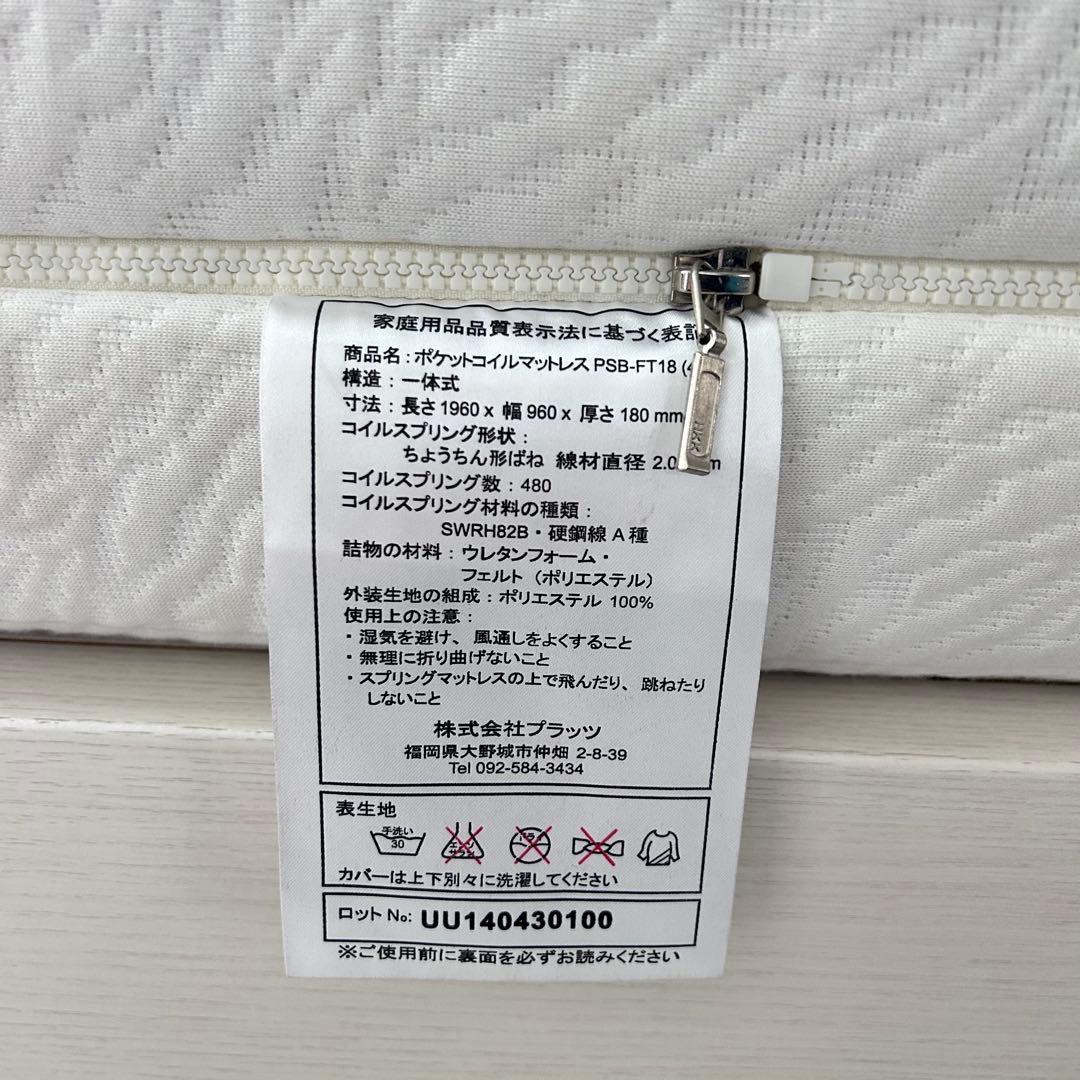 家庭用品品質表示法に基づく表記
商品名:ポケットコイルマットレス PSB-FT18
構造:一体式
寸法:長さ1960 x 幅 960 x 厚さ 180 mm
コイルスプリング形状:
ちょうちん形ばね 線材直径
コイルスプリング数:480
コイルスプリング材料の種類:
SWRH82B・硬鋼線 A 種
詰物の材料:ウレタンフォーム・
フェルト(ポリエステル)
外装生地の組成:ポリエステル 100%
使用上の注意:
・湿気を避け、風通しをよくすること
・無理に折り曲げないこと
・スプリングマットレスの上で飛んだり、跳ねたり
しないこと
株式会社プラッツ
福岡県大野城市仲畑 2-8-39
Tel 092-584-3434
表生地
手洗い
30
カバーは上下別々に洗濯してください
ロット No: UU140430100
※ご使用前に裏面を必ずお読みください